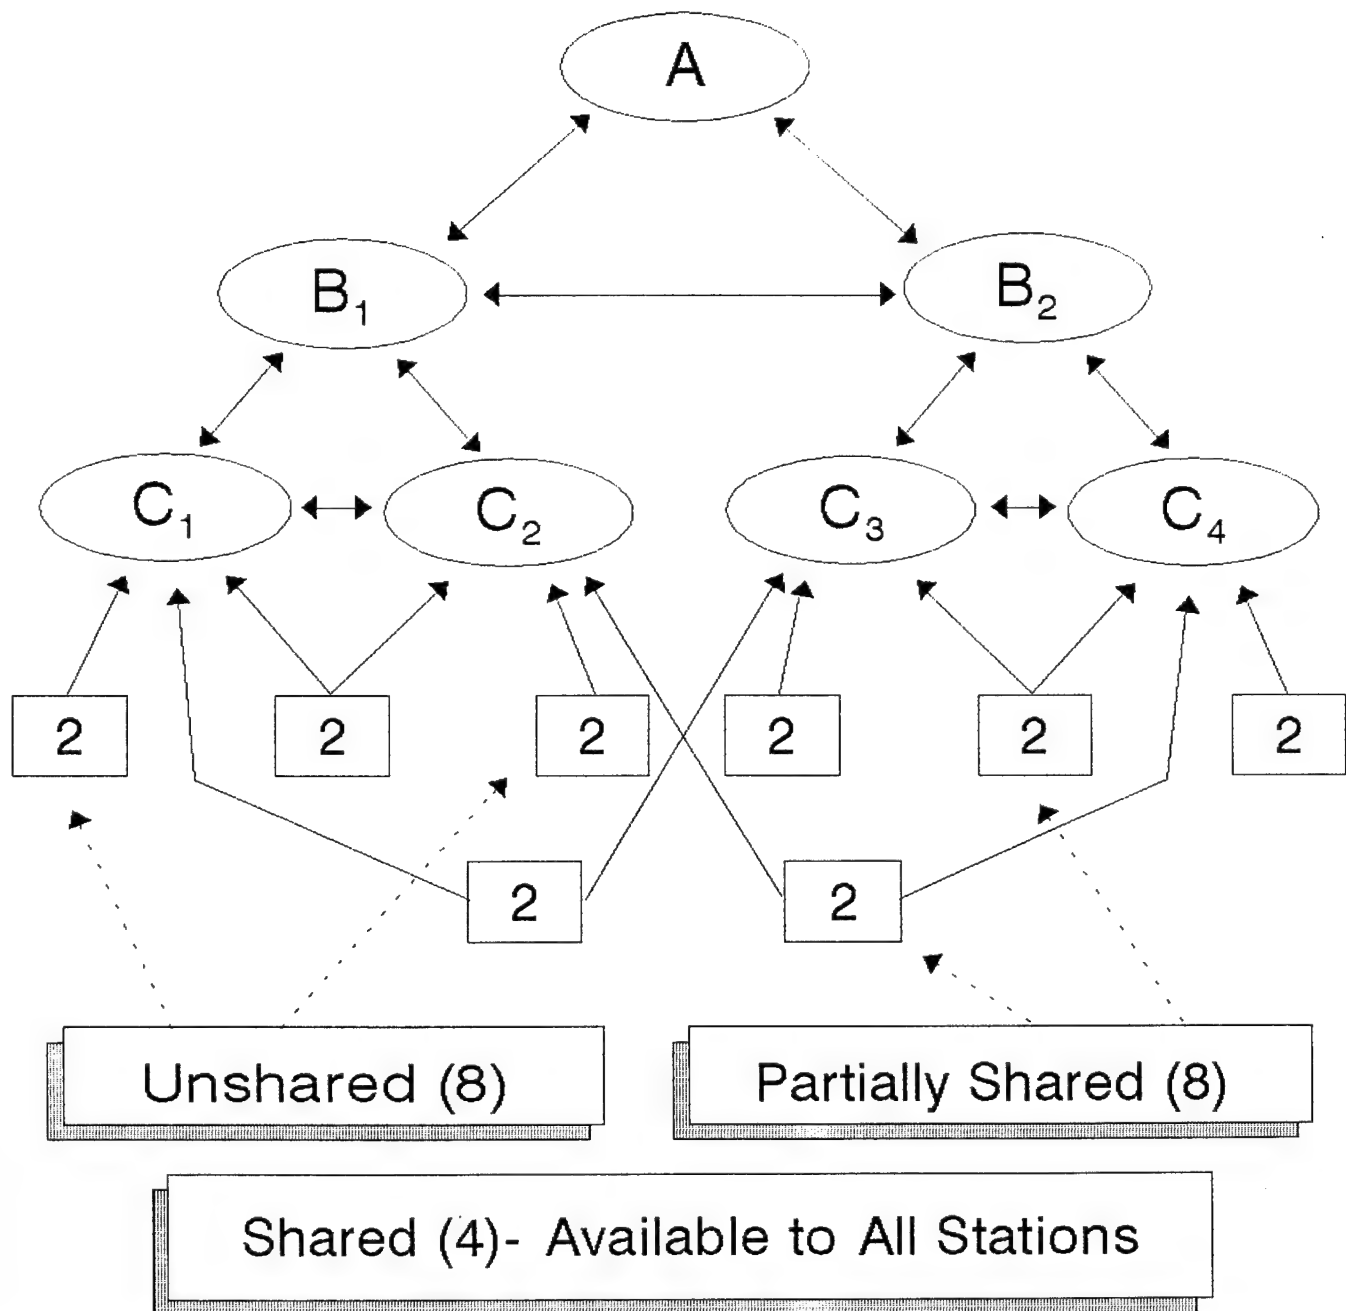 A
B₁
B₂
C₁
C₂
C₃
C₄
2
2
2
2
2
2
2
2
Unshared (8)
Partially Shared (8)
Shared (4)- Available to All Stations